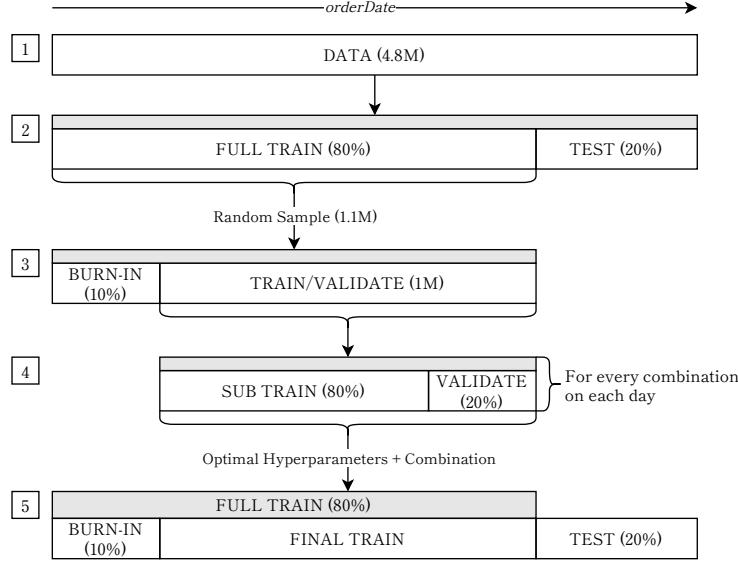 orderDate
1
DATA (4.8M)
2
FULL TRAIN (80%)
TEST (20%)
Random Sample (1.1M)
3
BURN-IN
(10%)
TRAIN/VALIDATE (1M)
4
SUB TRAIN (80%)
VALIDATE
(20%)
For every combination
on each day
Optimal Hyperparameters + Combination
5
FULL TRAIN (80%)
BURN-IN
(10%)
FINAL TRAIN
TEST (20%)